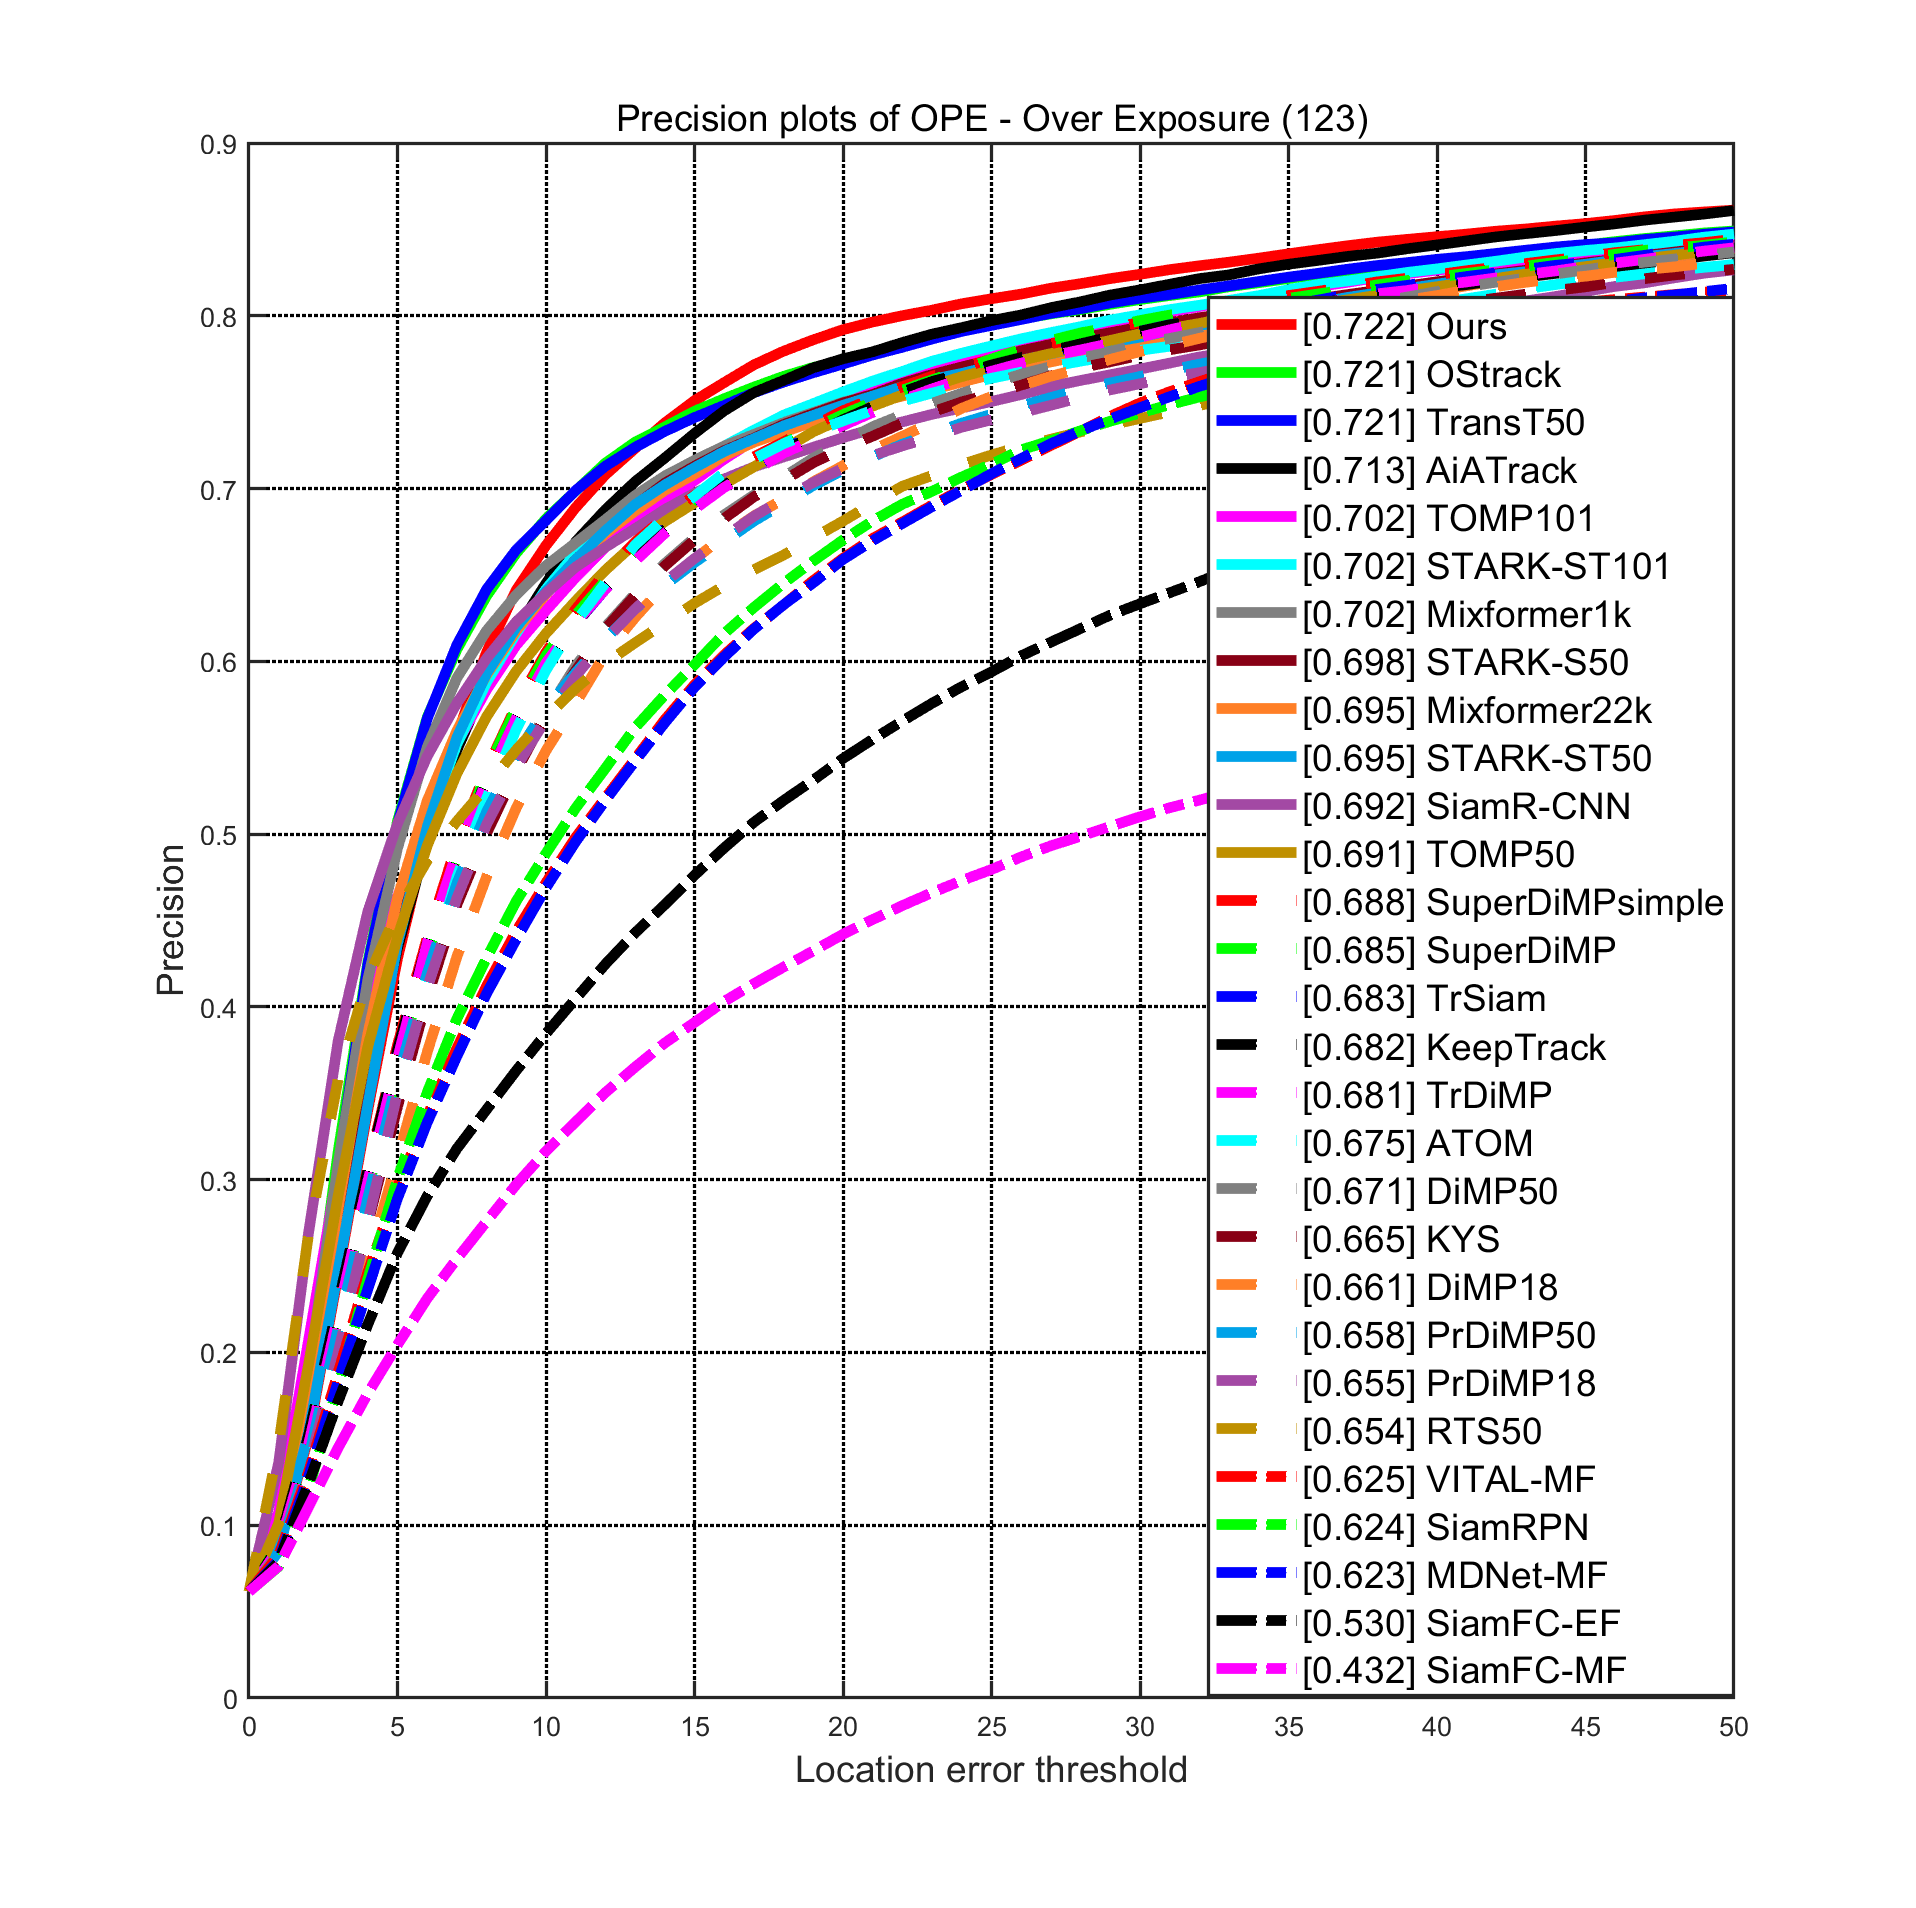 Precision plots of OPE - Over Exposure (123)
0.9
0.8
0.7
0.6
0.5
0.4
0.3
0.2
0.1
0
Precision
[0.722] Ours
[0.721] OStrack
[0.721] TransT50
[0.713] AiATrack
[0.702] TOMP101
[0.702] STARK-ST101
[0.702] Mixformer1k
[0.698] STARK-S50
[0.695] Mixformer22k
[0.695] STARK-ST50
[0.692] SiamR-CNN
[0.691] TOMP50
[0.688] SuperDiMPsimple
[0.685] SuperDiMP
[0.683] TrSiam
[0.682] KeepTrack
[0.681] TrDiMP
[0.675] ATOM
[0.671] DiMP50
[0.665] KYS
[0.661] DiMP18
[0.658] PrDiMP50
[0.655] PrDiMP18
[0.654] RTS50
[0.625] VITAL-MF
[0.624] SiamRPN
[0.623] MDNet-MF
[0.530] SiamFC-EF
[0.432] SiamFC-MF
0 5 10 15 20 25 30 35 40 45 50
Location error threshold